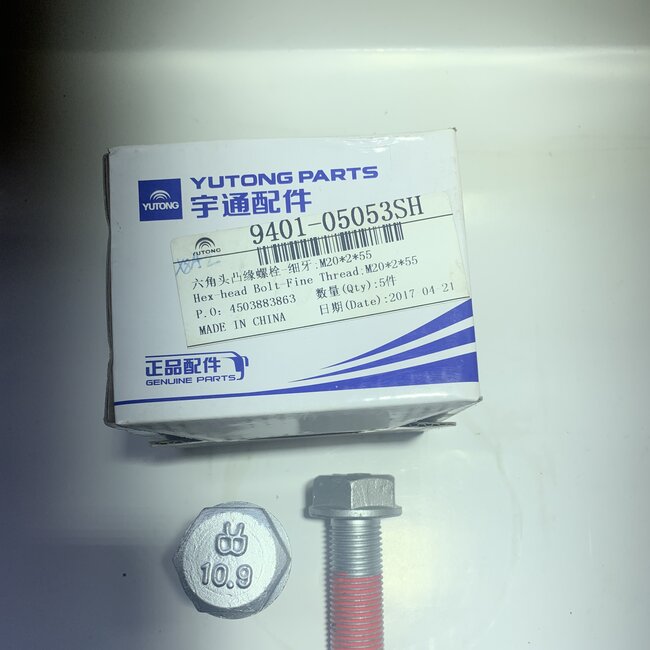 YUTONG PARTS
YUTONG
宇通配件
9401-05053SH
YUTONG
六角头凸缘螺栓-细牙.M20*2*55
Hex-head Bolt-Fine Thread.M20*2*55
P.O: 4503883863 数量(Qty):5件
MADE IN CHINA 日期(Date):2017 04 21
正品配件
GENUINE PARTS
10.9